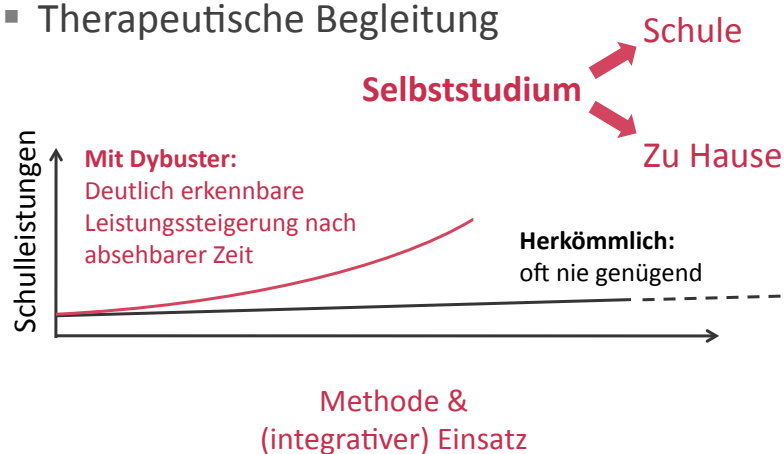 ▪ Therapeutische Begleitung
Schule
Selbststudium
Zu Hause
Schulleistungen
Mit Dybuster:
Deutlich erkennbare
Leistungssteigerung nach
absehbarer Zeit
Herkömmlich:
oft nie genügend
Methode &
(integrativer) Einsatz